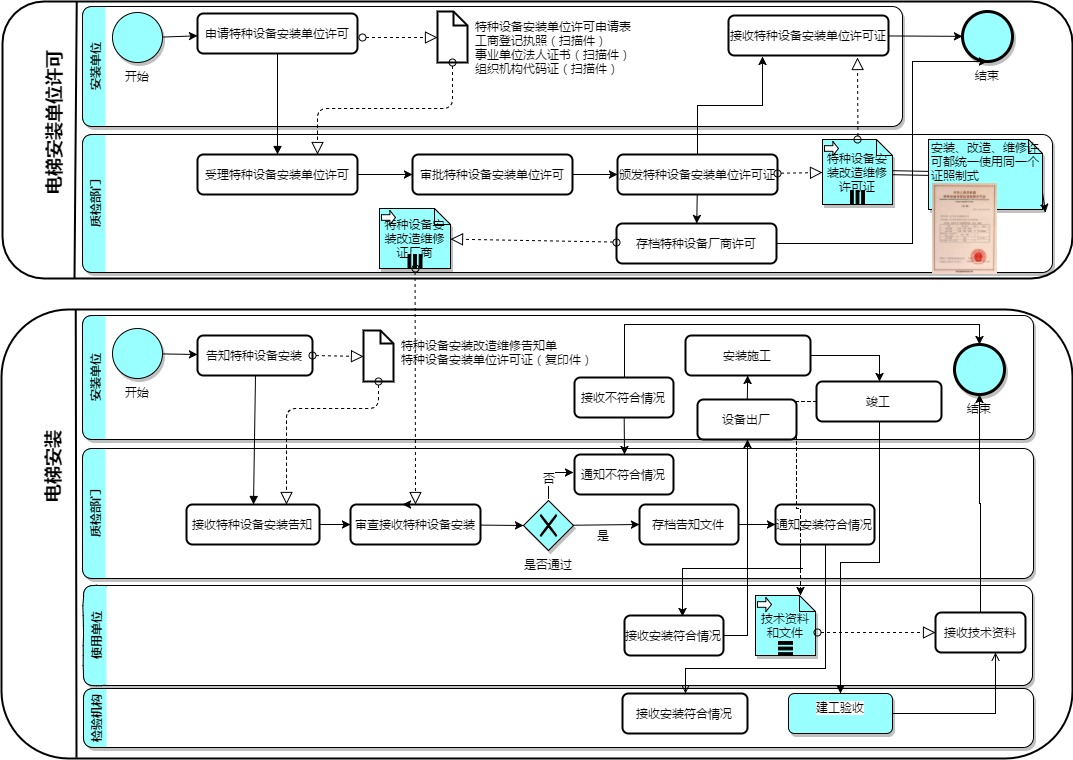 电梯安装单位许可
安装单位
开始
申请特种设备安装单位许可
特种设备安装单位许可申请表
工商登记执照（扫描件）
事业单位法人证书（扫描件）
组织机构代码证（扫描件）
接收特种设备安装单位许可证
结束
质检部门
受理特种设备安装单位许可
审批特种设备安装单位许可
颁发特种设备安装单位许可证
特种设备安
装改造维修
许可证
安装、改造、维修许
可都统一使用同一个
证照制式
特种设备安
装改造维修
证厂商
存档特种设备厂商许可
电梯安装
安装单位
开始
告知特种设备安装
特种设备安装改造维修告知单
特种设备安装单位许可证（复印件）
接收不符合情况
安装施工
设备出厂
竣工
结束
质检部门
接收特种设备安装告知
审查接收特种设备安装
否
是否通过
是
通知不符合情况
存档告知文件
通知安装符合情况
使用单位
接收安装符合情况
技术资料
和文件
接收技术资料
检验机构
接收安装符合情况
建工验收